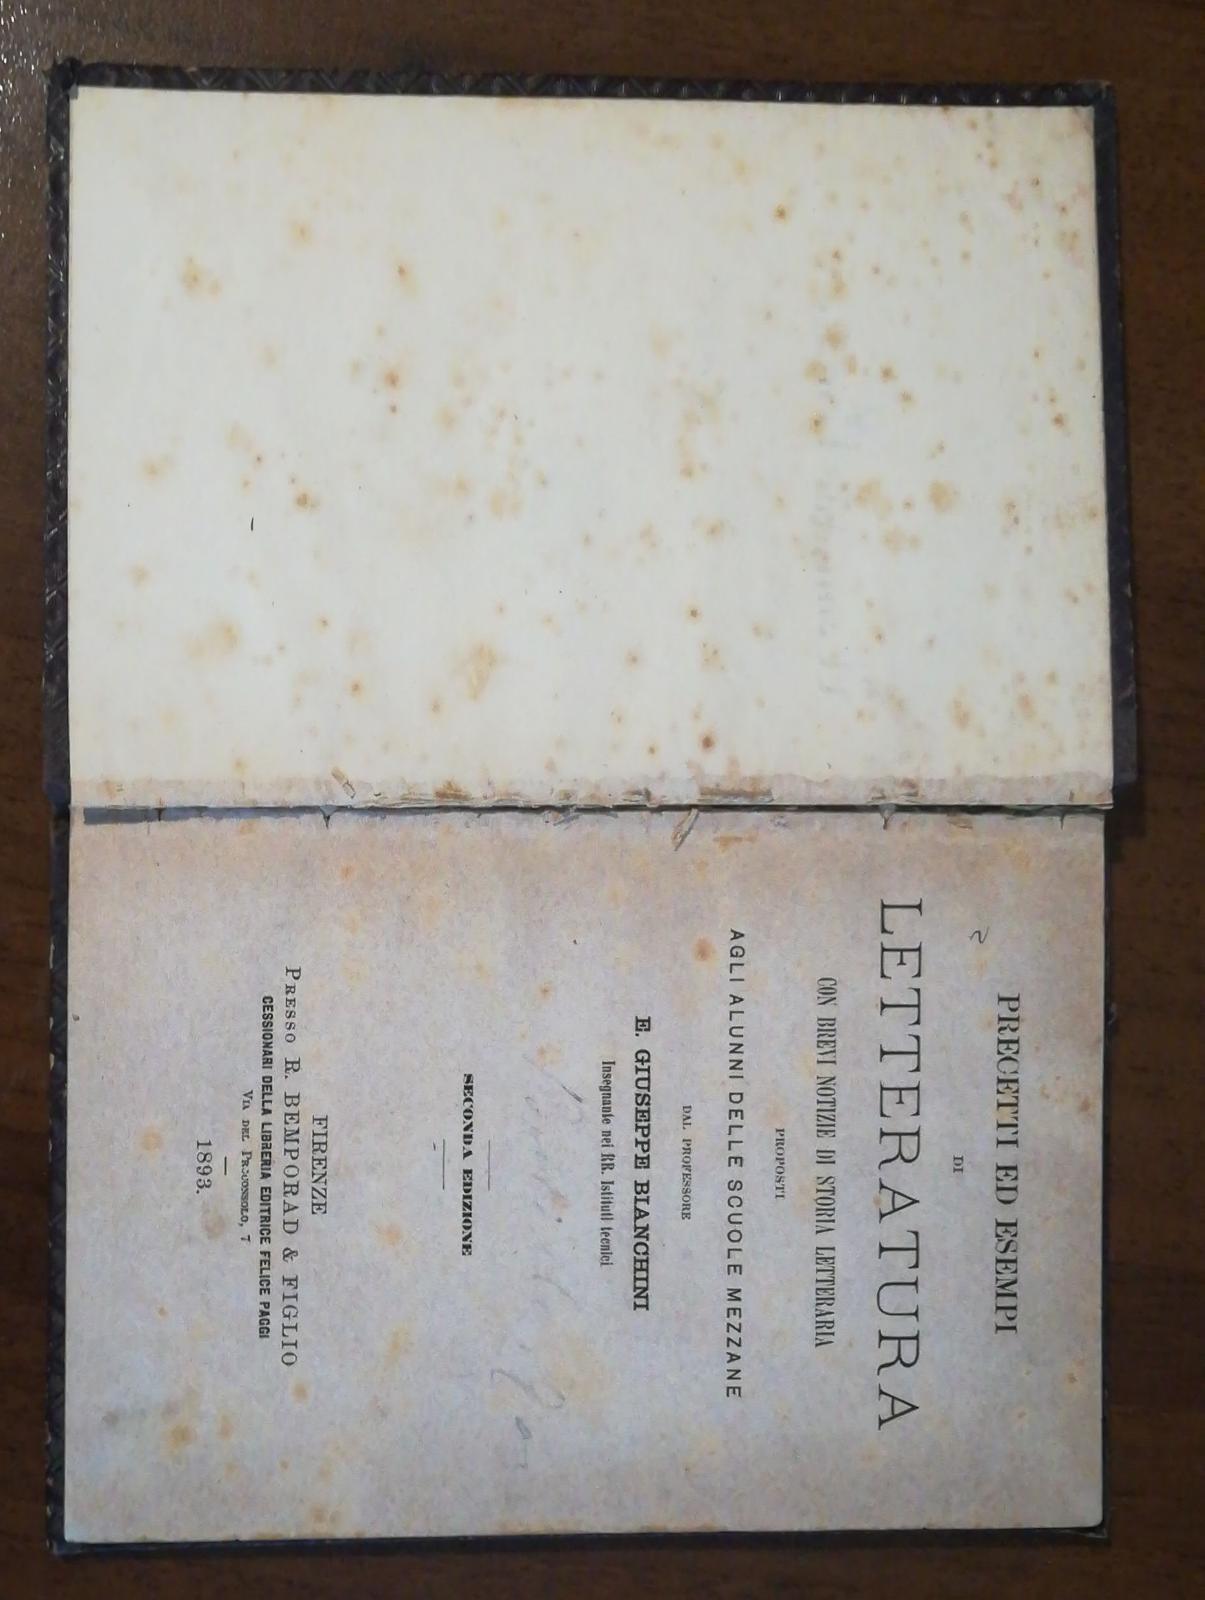 PRECETTI ED ESEMPI
DI
LETTERATURA
CON BREVI NOTIZIE DI STORIA LETTERARIA
PROPOSTI
AGLI ALUNNI DELLE SCUOLE MEZZANE
DAL PROFESSORE
E. GIUSEPPE BIANCHINI
Insegnante nei RR. Istituti tecnici
SECONDA EDIZIONE
FIRENZE
PRESSO R. BEMPORAD & FIGLIO
CESSIONARI DELLA LIBRERIA EDITRICE FELICE PAGGI
VIA DEL PROCONSOLO, 7
1893.